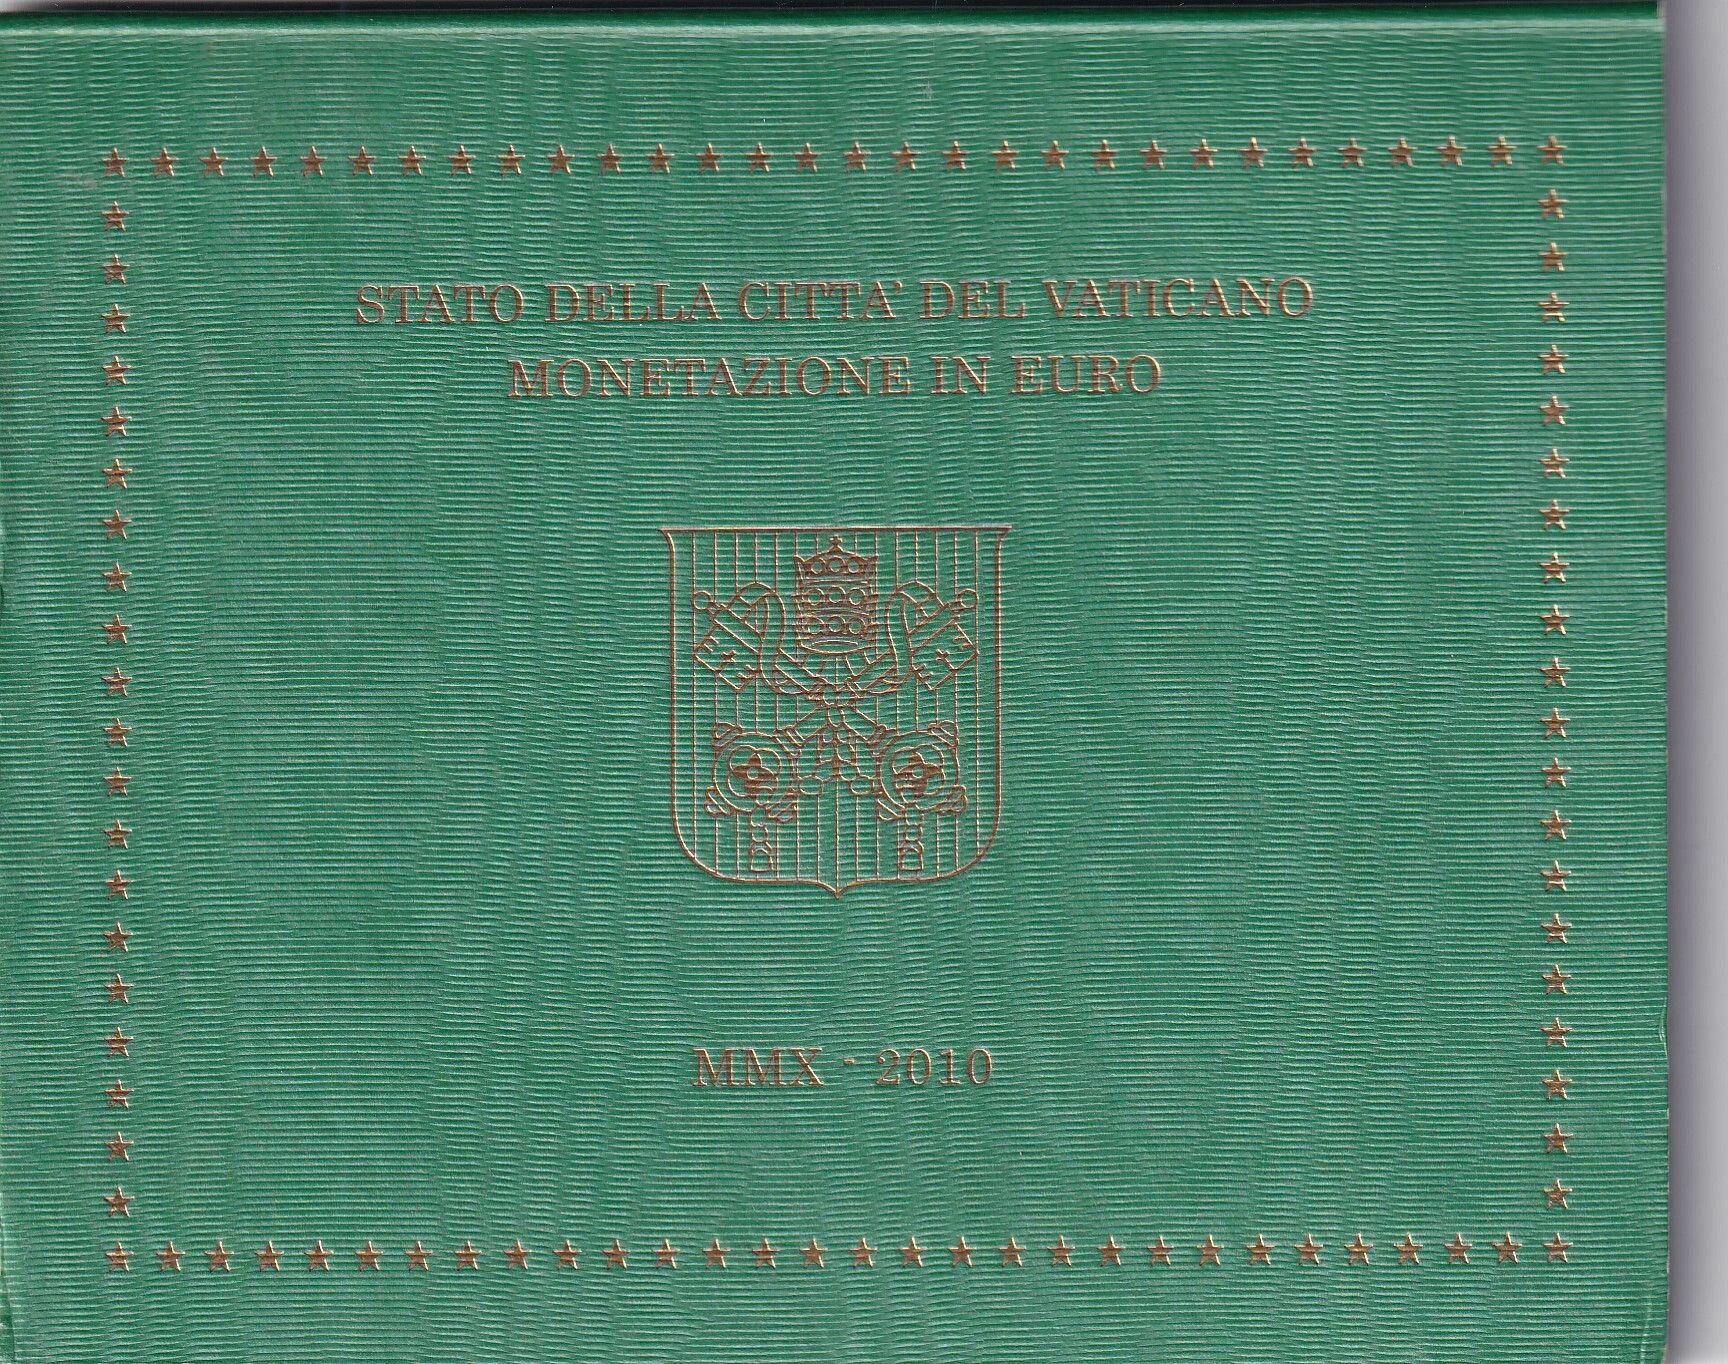 STATO DELLA CITTA' DEL VATICANO
MONETAZIONE IN EURO
MMX - 2010